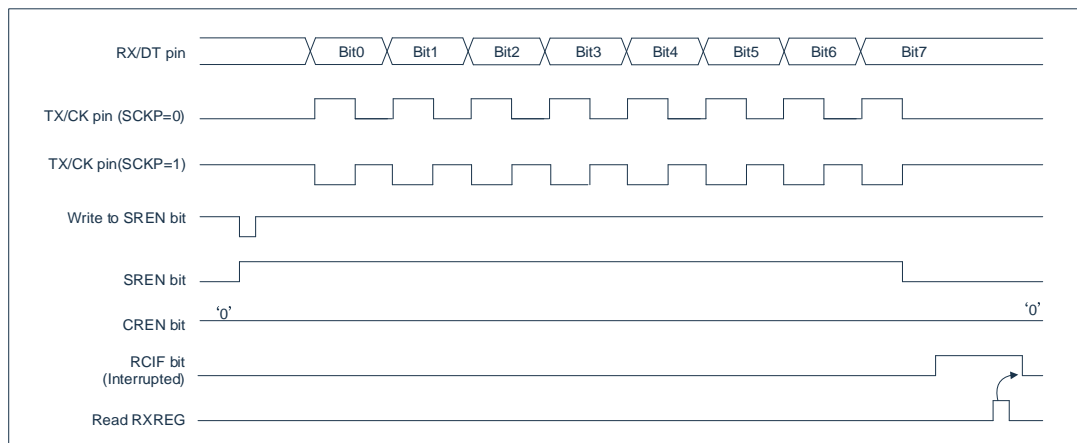 RX/DT pin
Bit0 Bit1 Bit2 Bit3 Bit4 Bit5 Bit6 Bit7
TX/CK pin (SCKP=0)
TX/CK pin(SCKP=1)
Write to SREN bit
SREN bit
‘0’ ‘0’
CREN bit
RCIF bit
(Interrupted)
Read RXREG